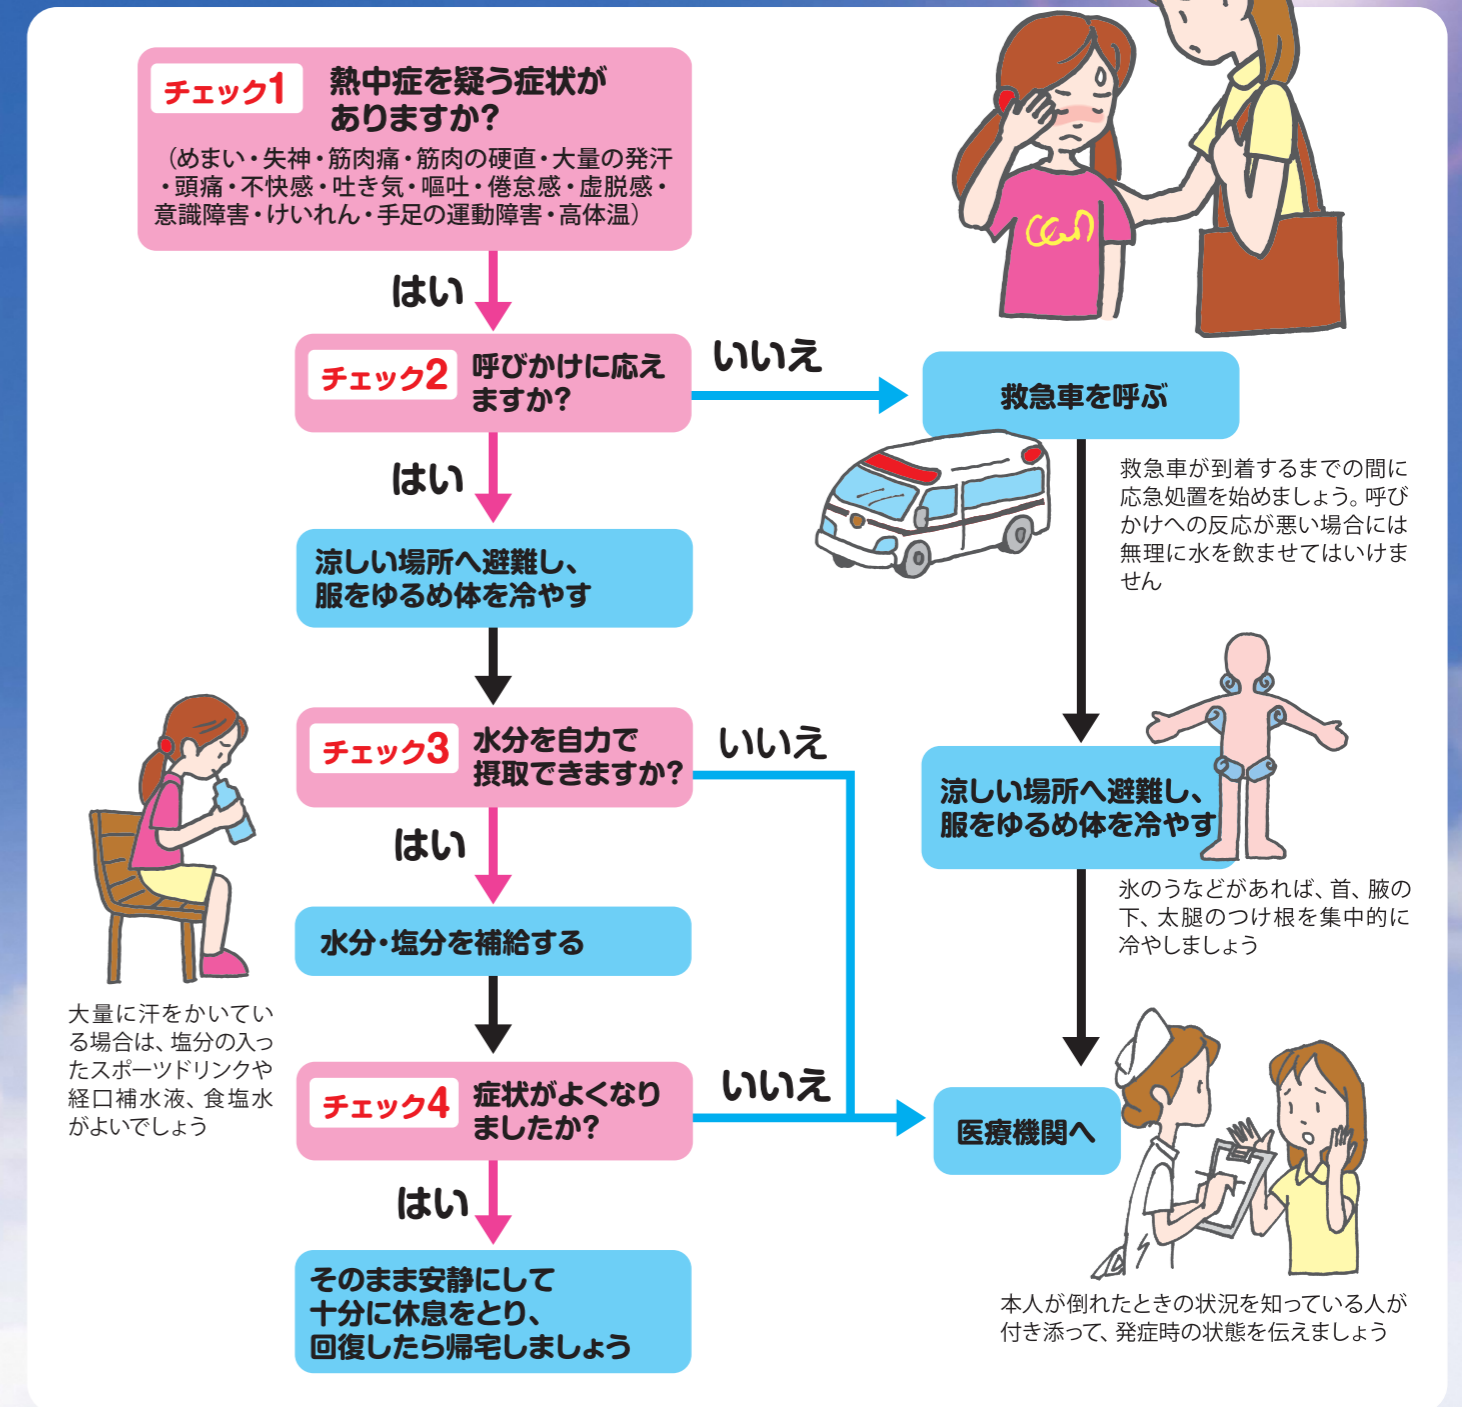 チェック1
熱中症を疑う症状が
ありますか?
（めまい・失神・筋肉痛・筋肉の硬直・大量の発汗
・頭痛・不快感・吐き気・嘔吐・倦怠感・虚脱感・
意識障害・けいれん・手足の運動障害・高体温）
はい
チェック2
呼びかけに応え
ますか?
いいえ
救急車を呼ぶ
救急車が到着するまでの間に
応急処置を始めましょう。呼び
かけへの反応が悪い場合には
無理に水を飲ませてはいけま
せん
はい
涼しい場所へ避難し、
服をゆるめ体を冷やす
チェック3
水分を自力で
摂取できますか?
いいえ
涼しい場所へ避難し、
服をゆるめ体を冷やす
氷のうなどがあれば、首、腋の
下、太腿のつけ根を集中的に
冷やしましょう
はい
水分・塩分を補給する
大量に汗をかいてい
る場合は、塩分の入っ
たスポーツドリンクや
経口補水液、食塩水
がよいでしょう
チェック4
症状がよくなり
ましたか?
いいえ
医療機関へ
はい
そのまま安静にして
十分に休息をとり、
回復したら帰宅しましょう
本人が倒れたときの状況を知っている人が
付き添って、発症時の状態を伝えましょう